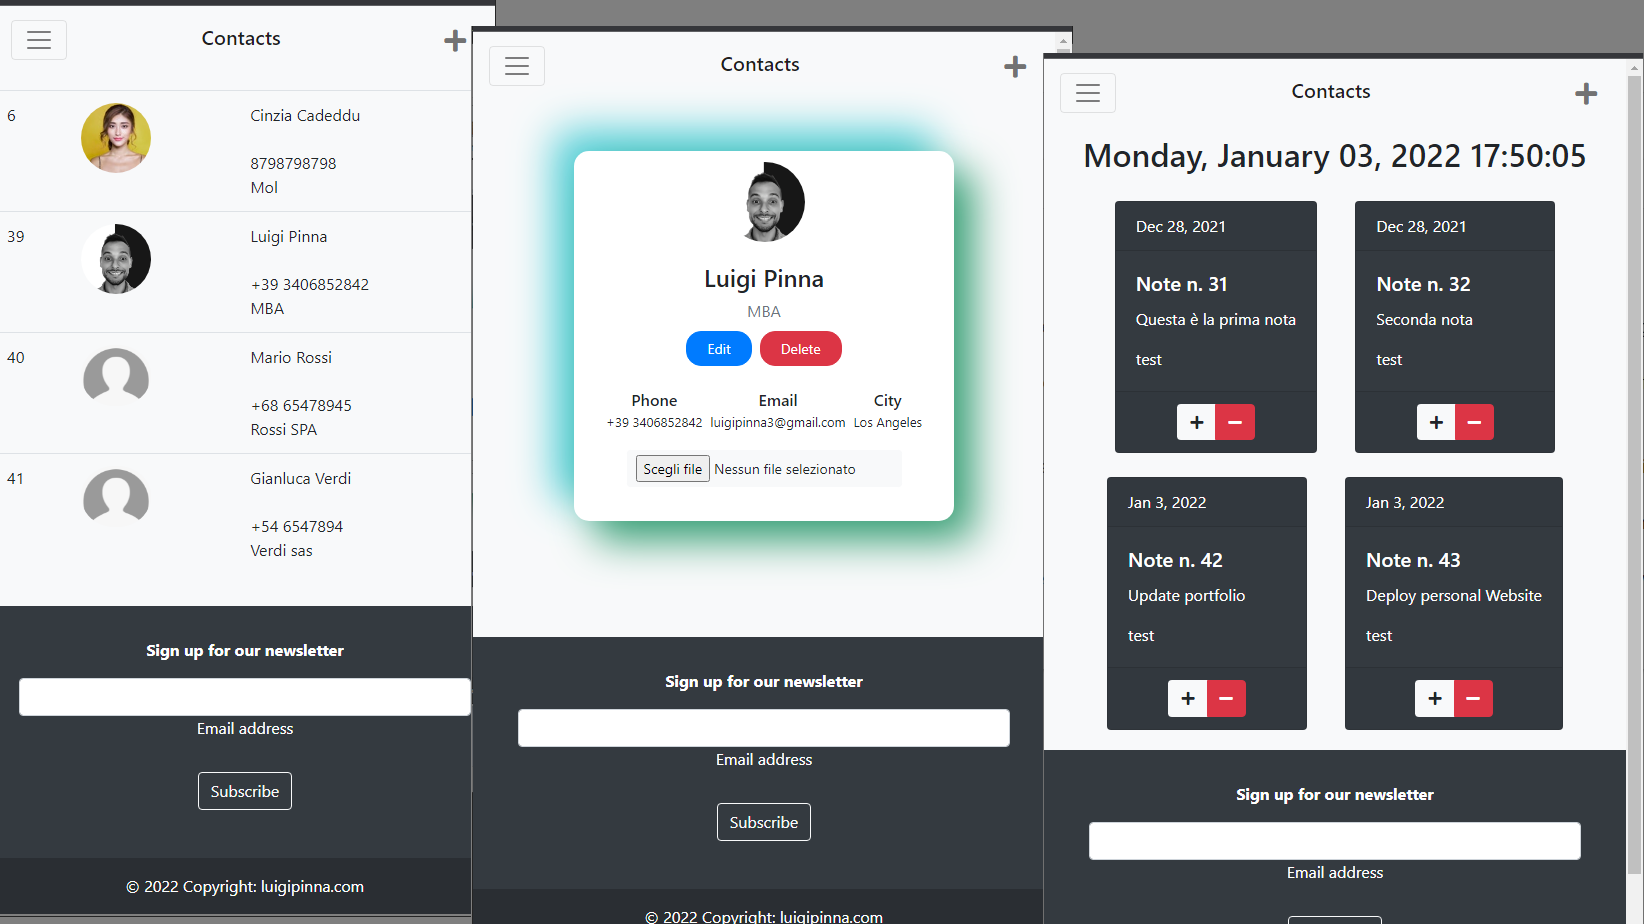 Contacts
6
Cinzia Cadeddu
8798798798
Mol
39
Luigi Pinna
+39 3406852842
MBA
40
Mario Rossi
+68 65478945
Rossi SPA
41
Gianluca Verdi
+54 6547894
Verdi sas
Sign up for our newsletter
Email address
Subscribe
© 2022 Copyright: luigipinna.com
Contacts
Luigi Pinna
MBA
Edit Delete
Phone Email City
+39 3406852842 luigipinna3@gmail.com Los Angeles
Scegli file Nessun file selezionato
Sign up for our newsletter
Email address
Subscribe
© 2022 Copyright: luigipinna.com
Contacts
Monday, January 03, 2022 17:50:05
Dec 28, 2021
Note n. 31
Questa è la prima nota
test
Dec 28, 2021
Note n. 32
Seconda nota
test
Jan 3, 2022
Note n. 42
Update portfolio
test
Jan 3, 2022
Note n. 43
Deploy personal Website
test
Sign up for our newsletter
Email address